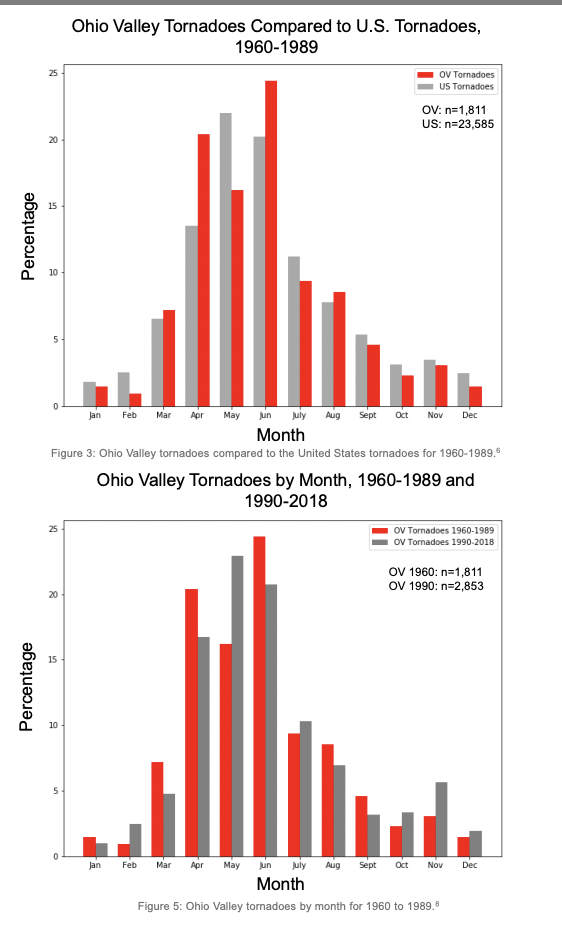 Ohio Valley Tornadoes Compared to U.S. Tornadoes,
1960-1989
OV Tornadoes
US Tornadoes
OV: n=1,811
US: n=23,585
25
20
15
10
5
0
Percentage
Jan Feb Mar Apr May Jun July Aug Sept Oct Nov Dec
Month
Figure 3: Ohio Valley tornadoes compared to the United States tornadoes for 1960-1989.⁶
Ohio Valley Tornadoes by Month, 1960-1989 and
1990-2018
OV Tornadoes 1960-1989
OV Tornadoes 1990-2018
OV 1960: n=1,811
OV 1990: n=2,853
25
20
15
10
5
0
Percentage
Jan Feb Mar Apr May Jun July Aug Sept Oct Nov Dec
Month
Figure 5: Ohio Valley tornadoes by month for 1960 to 1989.⁸